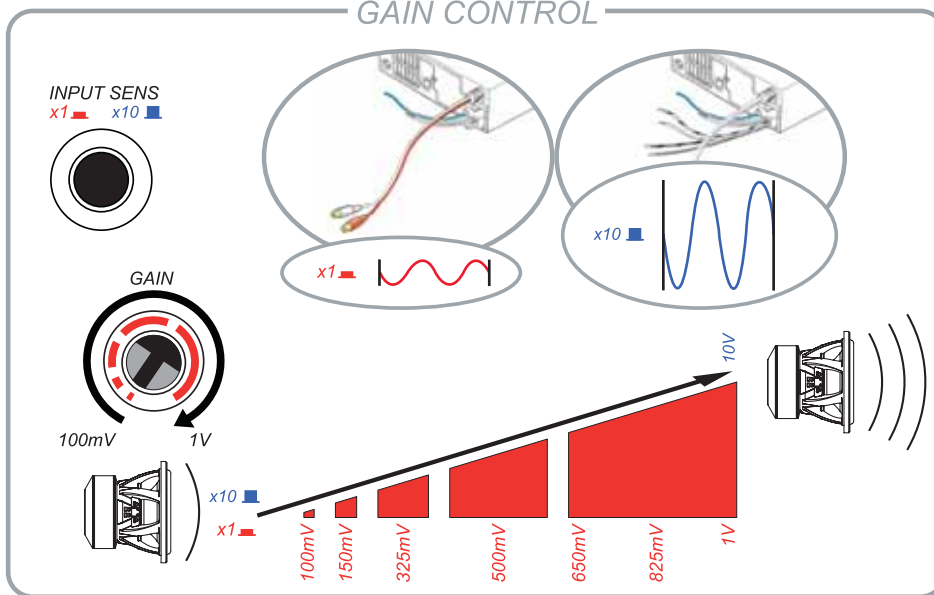 GAIN CONTROL
INPUT SENS
x1 x10
x1
x10
GAIN
100mV 1V
10V
x10
x1
100mV
150mV
325mV
500mV
650mV
825mV
1V